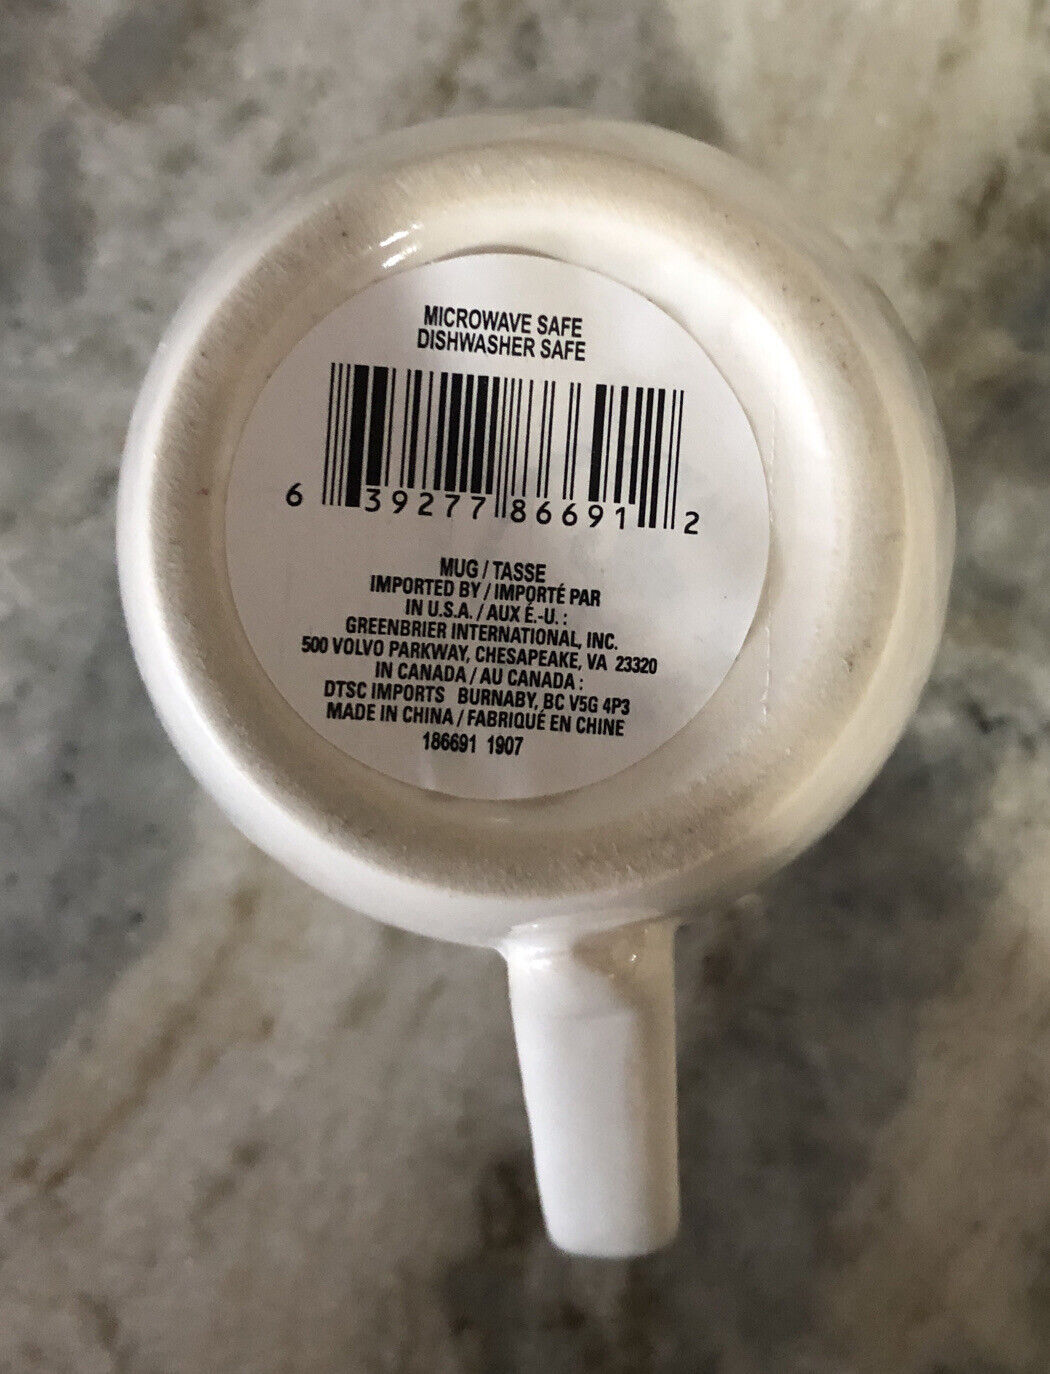 MICROWAVE SAFE
DISHWASHER SAFE
6 39277 86691 2
MUG / TASSE
IMPORTED BY / IMPORTÉ PAR
IN U.S.A. / AUX É.-U. :
GREENBRIER INTERNATIONAL, INC.
500 VOLVO PARKWAY, CHESAPEAKE, VA 23320
IN CANADA / AU CANADA :
DTSC IMPORTS BURNABY, BC V5G 4P3
MADE IN CHINA / FABRIQUÉ EN CHINE
186691 1907